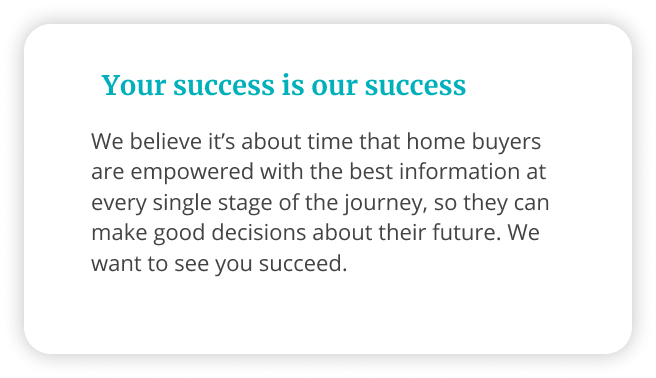 Your success is our success
We believe it’s about time that home buyers
are empowered with the best information at
every single stage of the journey, so they can
make good decisions about their future. We
want to see you succeed.